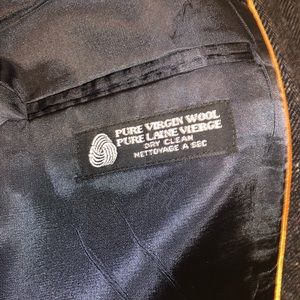 PURE VIRGIN WOOL
PURE LAINE VIERGE
DRY CLEAN
NETTOYAGE A SEC